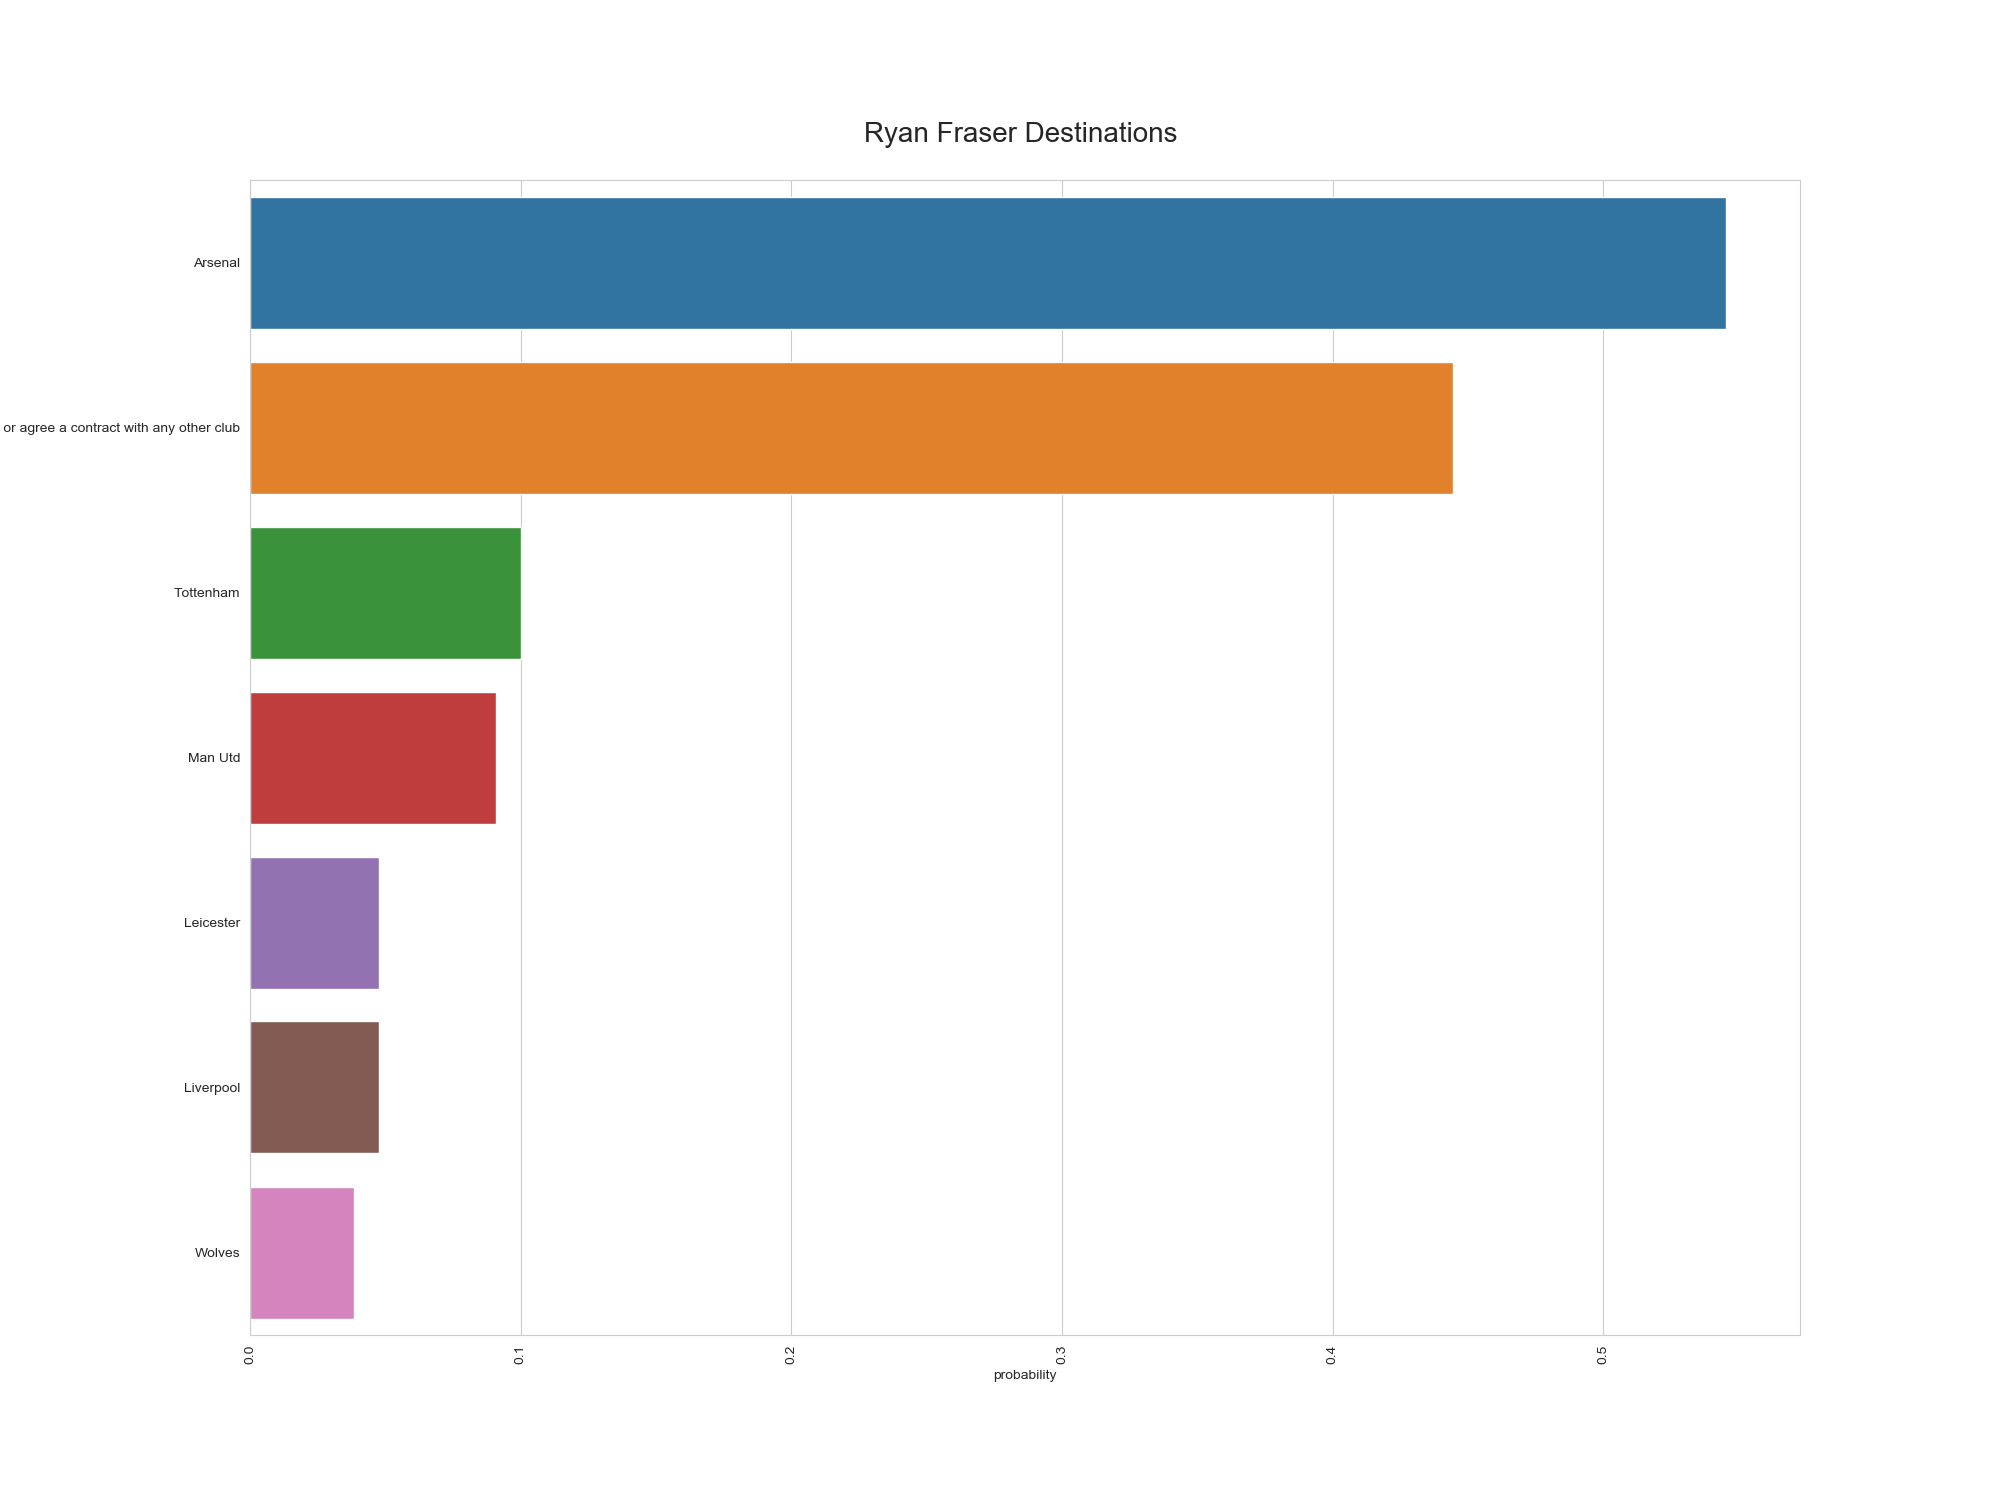 Ryan Fraser Destinations
Arsenal
or agree a contract with any other club
Tottenham
Man Utd
Leicester
Liverpool
Wolves
0.0
0.1
0.2
0.3
0.4
0.5
probability